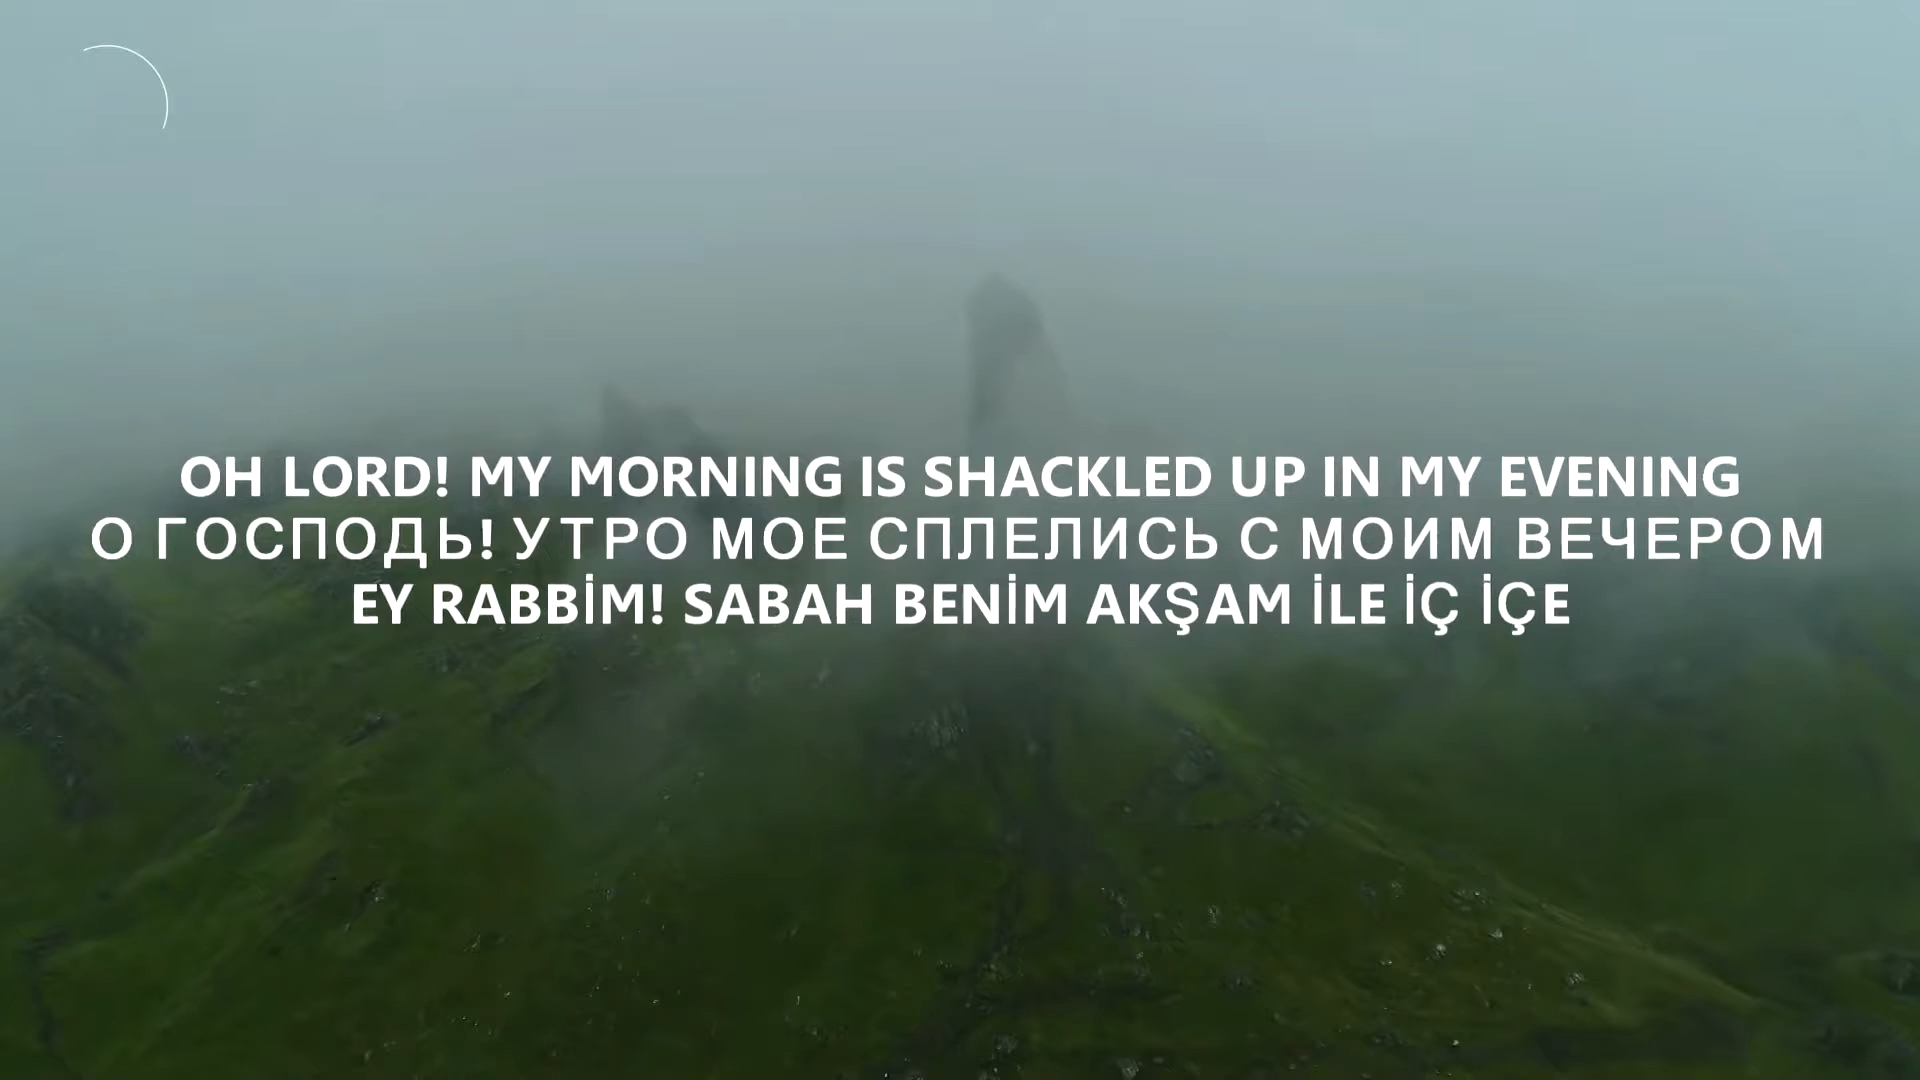 OH LORD! MY MORNING IS SHACKLED UP IN MY EVENING
О ГОСПОДЬ! УТРО МОЕ СПЛЕЛИСЬ С МОИМ ВЕЧЕРОМ
EY RABBİM! SABAH BENİM AKŞAM İLE İÇ İÇE